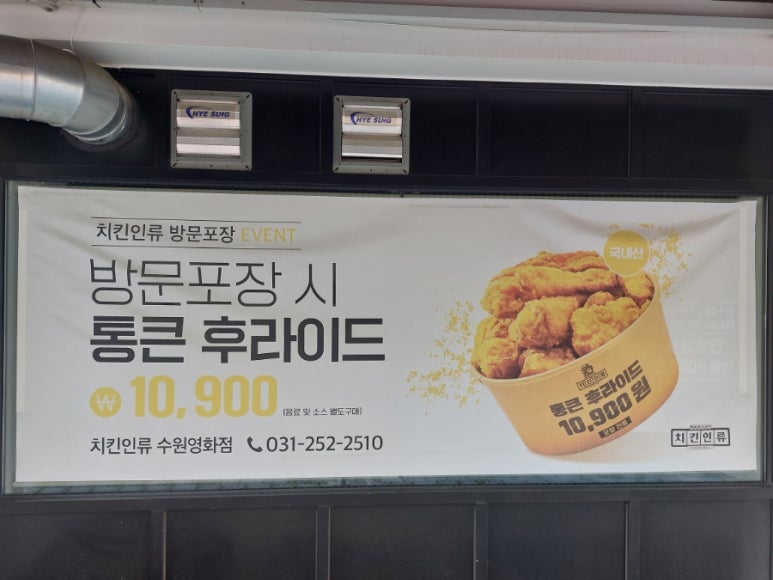 HYE SUNG
HYE SUNG
치킨인류 방문포장 EVENT
방문포장 시
통큰 후라이드
₩ 10,900 (음료 및 소스 별도구매)
치킨인류 수원영화점 031-252-2510
국내산
통큰 후라이드
10,900원
치킨인류